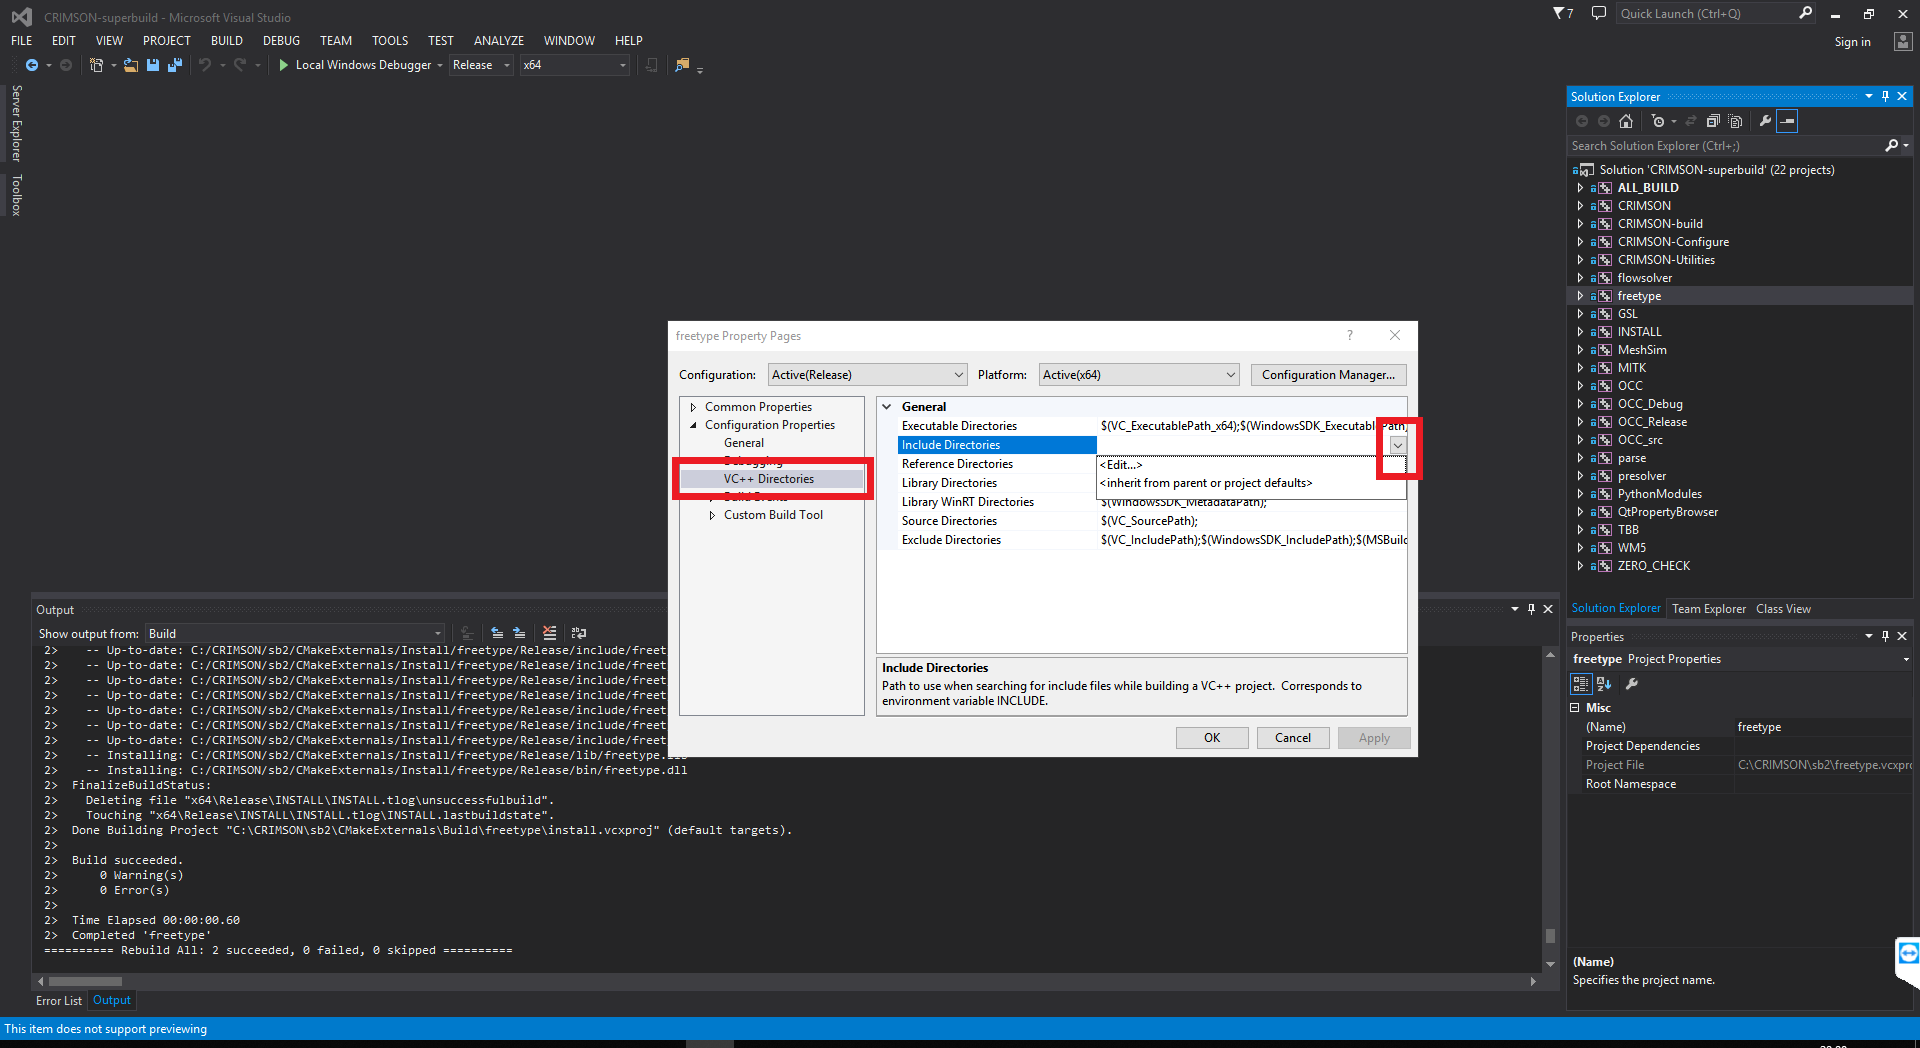 CRIMSON-superbuild - Microsoft Visual Studio
7
Quick Launch (Ctrl+Q)
FILE EDIT VIEW PROJECT BUILD DEBUG TEAM TOOLS TEST ANALYZE WINDOW HELP
Sign in
Local Windows Debugger Release x64
Server Explorer
Toolbox
Solution Explorer
Search Solution Explorer (Ctrl+;)
Solution 'CRIMSON-superbuild' (22 projects)
ALL_BUILD
CRIMSON
CRIMSON-build
CRIMSON-Configure
CRIMSON-Utilities
flowsolver
freetype
GSL
INSTALL
MeshSim
MITK
OCC
OCC_Debug
OCC_Release
OCC_src
parse
presolver
PythonModules
QtPropertyBrowser
TBB
WM5
ZERO_CHECK
Solution Explorer Team Explorer Class View
freetype Property Pages
?
Configuration: Active(Release) Platform: Active(x64) Configuration Manager...
Common Properties
Configuration Properties
General
Debugging
VC++ Directories
Build Events
Custom Build Tool
General
Executable Directories $(VC_ExecutablePath_x64);$(WindowsSDK_ExecutablePath
Include Directories
Reference Directories <Edit...>
Library Directories <inherit from parent or project defaults>
Library WinRT Directories $(WindowsSDK_MetadataPath);
Source Directories $(VC_SourcePath);
Exclude Directories $(VC_IncludePath);$(WindowsSDK_IncludePath);$(MSBuild
Include Directories
Path to use when searching for include files while building a VC++ project. Corresponds to
environment variable INCLUDE.
OK Cancel Apply
Output
Show output from: Build
2> -- Up-to-date: C:/CRIMSON/sb2/CMakeExternals/Install/freetype/Release/include/freet
2> -- Up-to-date: C:/CRIMSON/sb2/CMakeExternals/Install/freetype/Release/include/freet
2> -- Up-to-date: C:/CRIMSON/sb2/CMakeExternals/Install/freetype/Release/include/freet
2> -- Up-to-date: C:/CRIMSON/sb2/CMakeExternals/Install/freetype/Release/include/freet
2> -- Up-to-date: C:/CRIMSON/sb2/CMakeExternals/Install/freetype/Release/include/freet
2> -- Up-to-date: C:/CRIMSON/sb2/CMakeExternals/Install/freetype/Release/include/freet
2> -- Up-to-date: C:/CRIMSON/sb2/CMakeExternals/Install/freetype/Release/include/freet
2> -- Installing: C:/CRIMSON/sb2/CMakeExternals/Install/freetype/Release/lib/freetype.
2> -- Installing: C:/CRIMSON/sb2/CMakeExternals/Install/freetype/Release/bin/freetype.dll
2> FinalizeBuildStatus:
2> Deleting file "x64\Release\INSTALL\INSTALL.tlog\unsuccessfulbuild".
2> Touching "x64\Release\INSTALL\INSTALL.tlog\INSTALL.lastbuildstate".
2> Done Building Project "C:\CRIMSON\sb2\CMakeExternals\Build\freetype\install.vcxproj" (default targets).
2>
2> Build succeeded.
2> 0 Warning(s)
2> 0 Error(s)
2>
2> Time Elapsed 00:00:00.60
2> Completed 'freetype'
========== Rebuild All: 2 succeeded, 0 failed, 0 skipped ==========
Error List Output
Properties
freetype Project Properties
Misc
(Name) freetype
Project Dependencies
Project File C:\CRIMSON\sb2\freetype.vcxpro
Root Namespace
(Name)
Specifies the project name.
This item does not support previewing